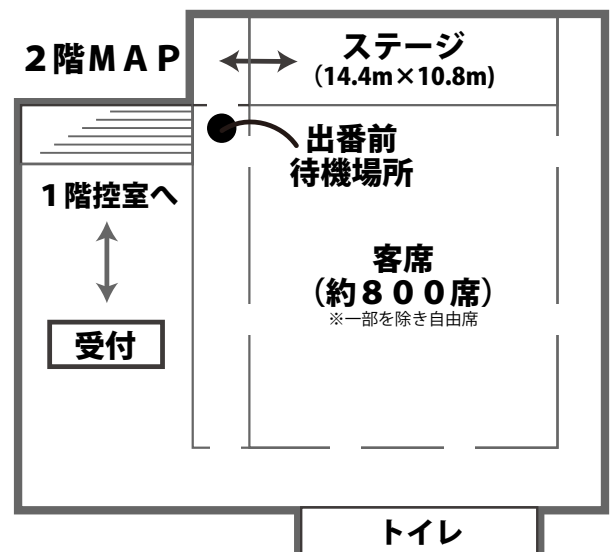 2階MAP
ステージ
(14.4m×10.8m)
出番前
待機場所
1階控室へ
客席
(約800席)
※一部を除き自由席
受付
トイレ